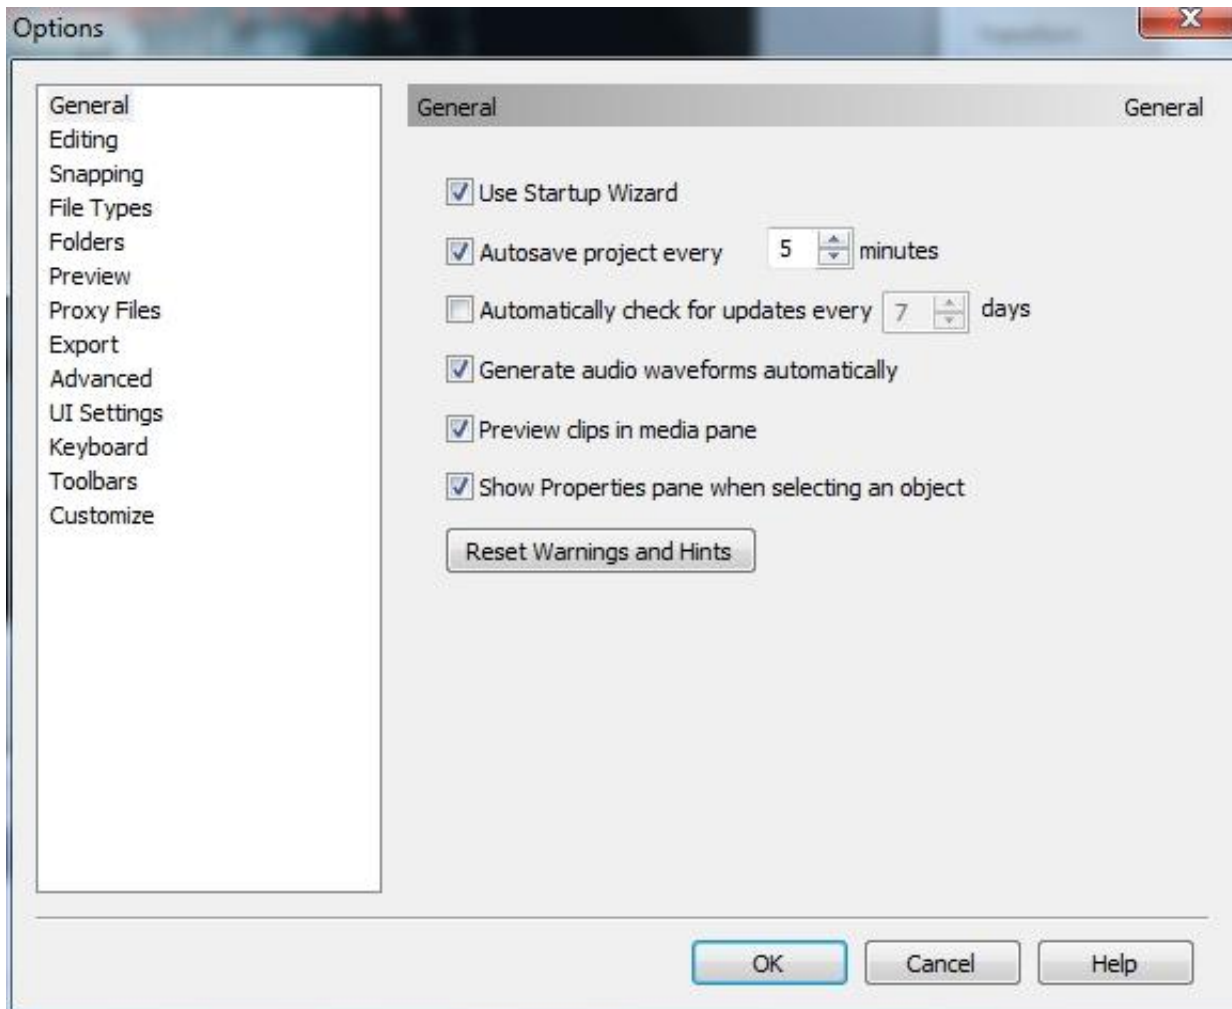 Options
General
Editing
Snapping
File Types
Folders
Preview
Proxy Files
Export
Advanced
UI Settings
Keyboard
Toolbars
Customize
General General
Use Startup Wizard
Autosave project every 5 minutes
Automatically check for updates every 7 days
Generate audio waveforms automatically
Preview clips in media pane
Show Properties pane when selecting an object
Reset Warnings and Hints
OK Cancel Help